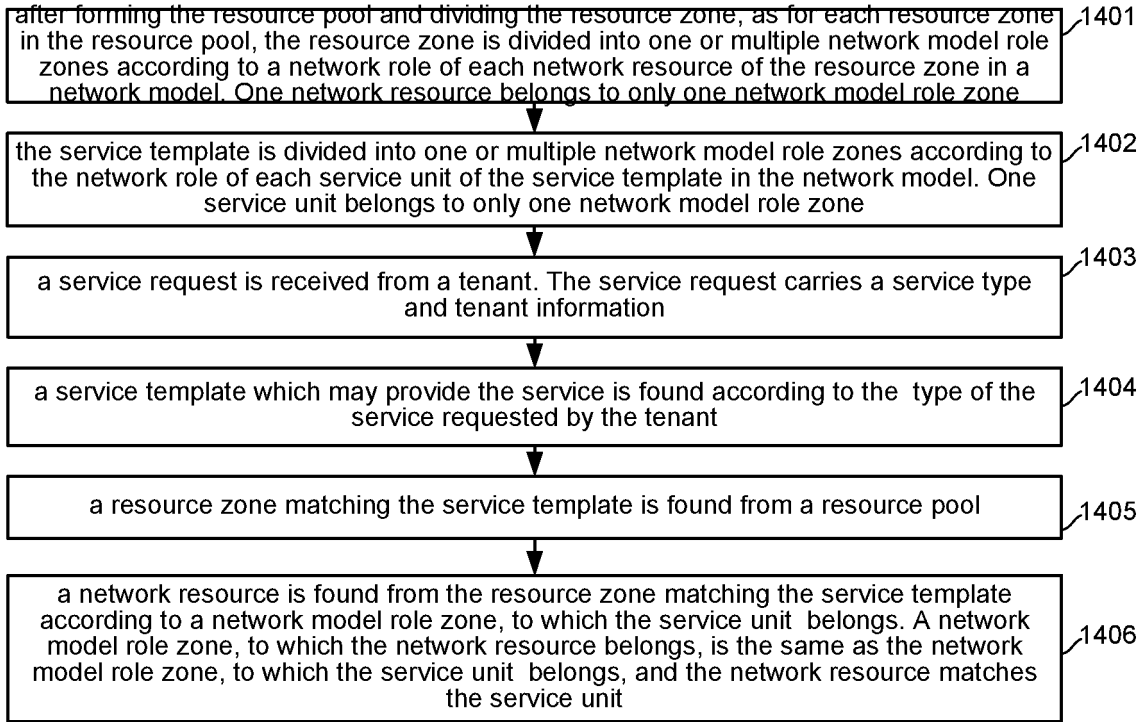 after forming the resource pool and dividing the resource zone, as for each resource zone
in the resource pool, the resource zone is divided into one or multiple network model role
zones according to a network role of each network resource of the resource zone in a
network model. One network resource belongs to only one network model role zone
1401
the service template is divided into one or multiple network model role zones according to
the network role of each service unit of the service template in the network model. One
service unit belongs to only one network model role zone
1402
a service request is received from a tenant. The service request carries a service type
and tenant information
1403
a service template which may provide the service is found according to the type of the
service requested by the tenant
1404
a resource zone matching the service template is found from a resource pool
1405
a network resource is found from the resource zone matching the service template
according to a network model role zone, to which the service unit belongs. A network
model role zone, to which the network resource belongs, is the same as the network
model role zone, to which the service unit belongs, and the network resource matches
the service unit
1406